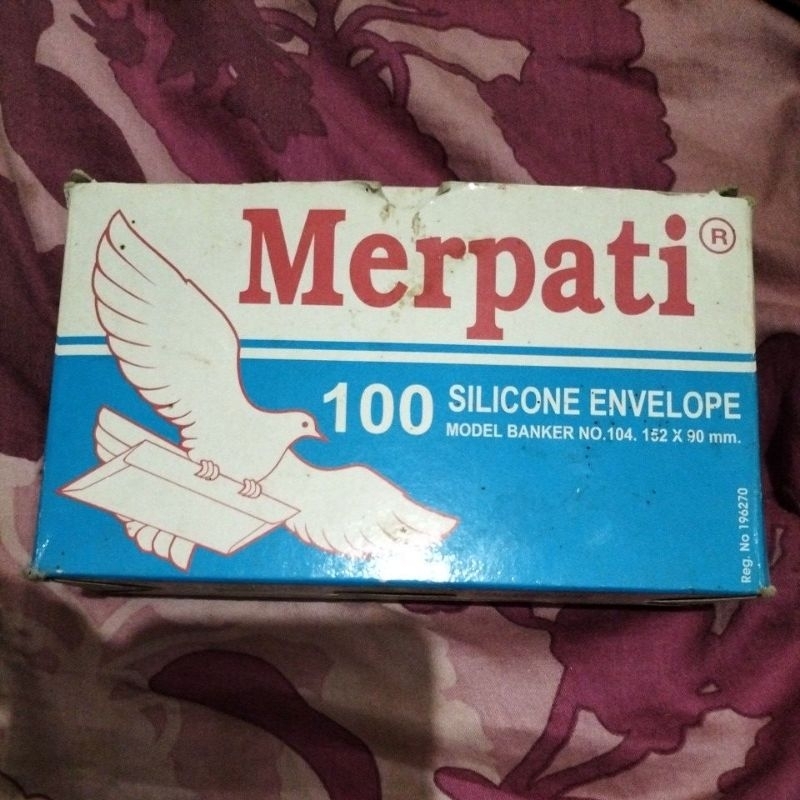 Merpati ®
100 SILICONE ENVELOPE
MODEL BANKER NO.104. 152 X 90 mm.
Reg. No 196270